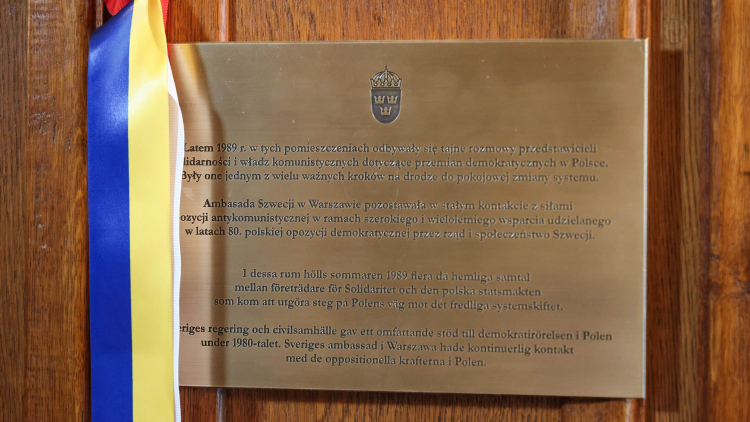 Latem 1989 r. w tych pomieszczeniach odbywały się tajne rozmowy przedstawicieli
lidarności i władz komunistycznych dotyczące przemian demokratycznych w Polsce.
Były one jednym z wielu ważnych kroków na drodze do pokojowej zmiany systemu.
Ambasada Szwecji w Warszawie pozostawała w stałym kontakcie z siłami
ozycji antykomunistycznej w ramach szerokiego i wieloletniego wsparcia udzielanego
w latach 80. polskiej opozycji demokratycznej przez rząd i społeczeństwo Szwecji.
I dessa rum hölls sommaren 1989 flera da hemliga samtal
mellan företrädare för Solidaritet och den polska statsmakten
som kom att utgöra steg pa Polens väg mot det fredliga systemskiftet.
eriges regering och civilsamhälle gav ett omfattande stöd till demokratirörelsen i Polen
under 1980-talet. Sveriges ambassad i Warszawa hade kontinuerlig kontakt
med de oppositionella krafterna i Polen.